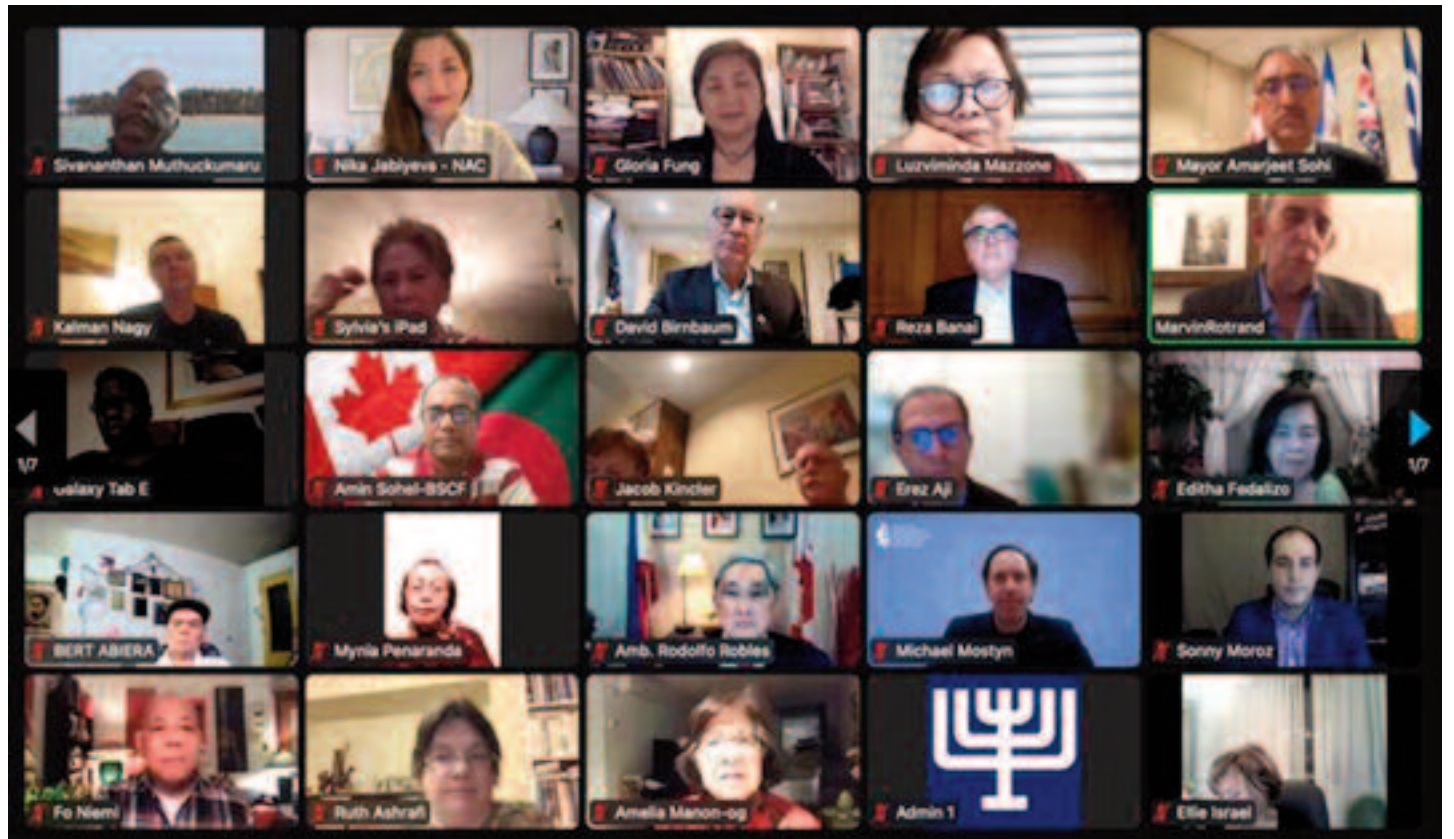 Sivananthan Muthuckumaru
Nika Jabiyeva - NAC
Gloria Fung
Luzviminda Mazzone
Mayor Amarjeet Sohi
Kalman Nagy
Sylvia's iPad
David Birnbaum
Reza Banai
MarvinRotrand
1/7
Galaxy Tab E
Amin Sohel-BSCF
Jacob Kincler
Erez Aji
Editha Fedalizo
1/7
BERT ABIERA
Mynia Penaranda
Amb. Rodolfo Robles
Michael Mostyn
Sonny Moroz
Fo Niemi
Ruth Ashrafi
Amelia Manon-og
Admin 1
Ellie Israel